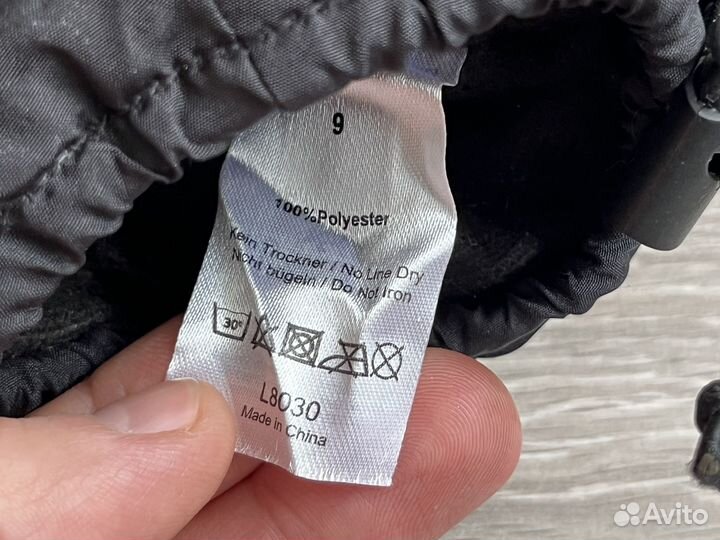 9
100%Polyester
Kein Trockner / No Line Dry
Nicht bügeln / Do Not Iron
30°
L8030
Made in China
Avito